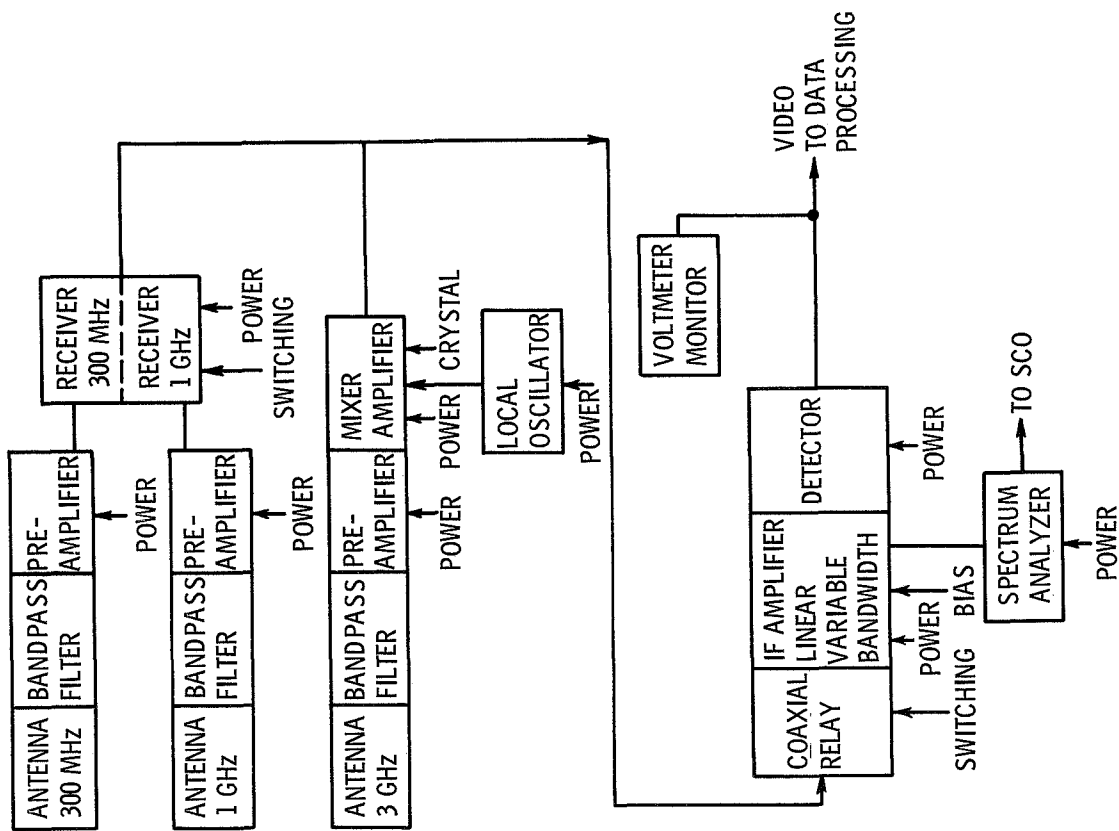 ANTENNA
300 MHz
BANDPASS
FILTER
PRE-
AMPLIFIER
POWER
RECEIVER
300 MHz
RECEIVER
1 GHz
SWITCHING
POWER
ANTENNA
1 GHz
BANDPASS
FILTER
PRE-
AMPLIFIER
POWER
ANTENNA
3 GHz
BANDPASS
FILTER
PRE-
AMPLIFIER
POWER
MIXER
AMPLIFIER
POWER
CRYSTAL
LOCAL
OSCILLATOR
POWER
COAXIAL
RELAY
SWITCHING
IF AMPLIFIER
LINEAR
VARIABLE
BANDWIDTH
POWER
BIAS
DETECTOR
POWER
VOLTMETER
MONITOR
VIDEO
TO DATA
PROCESSING
SPECTRUM
ANALYZER
POWER
TO SCO